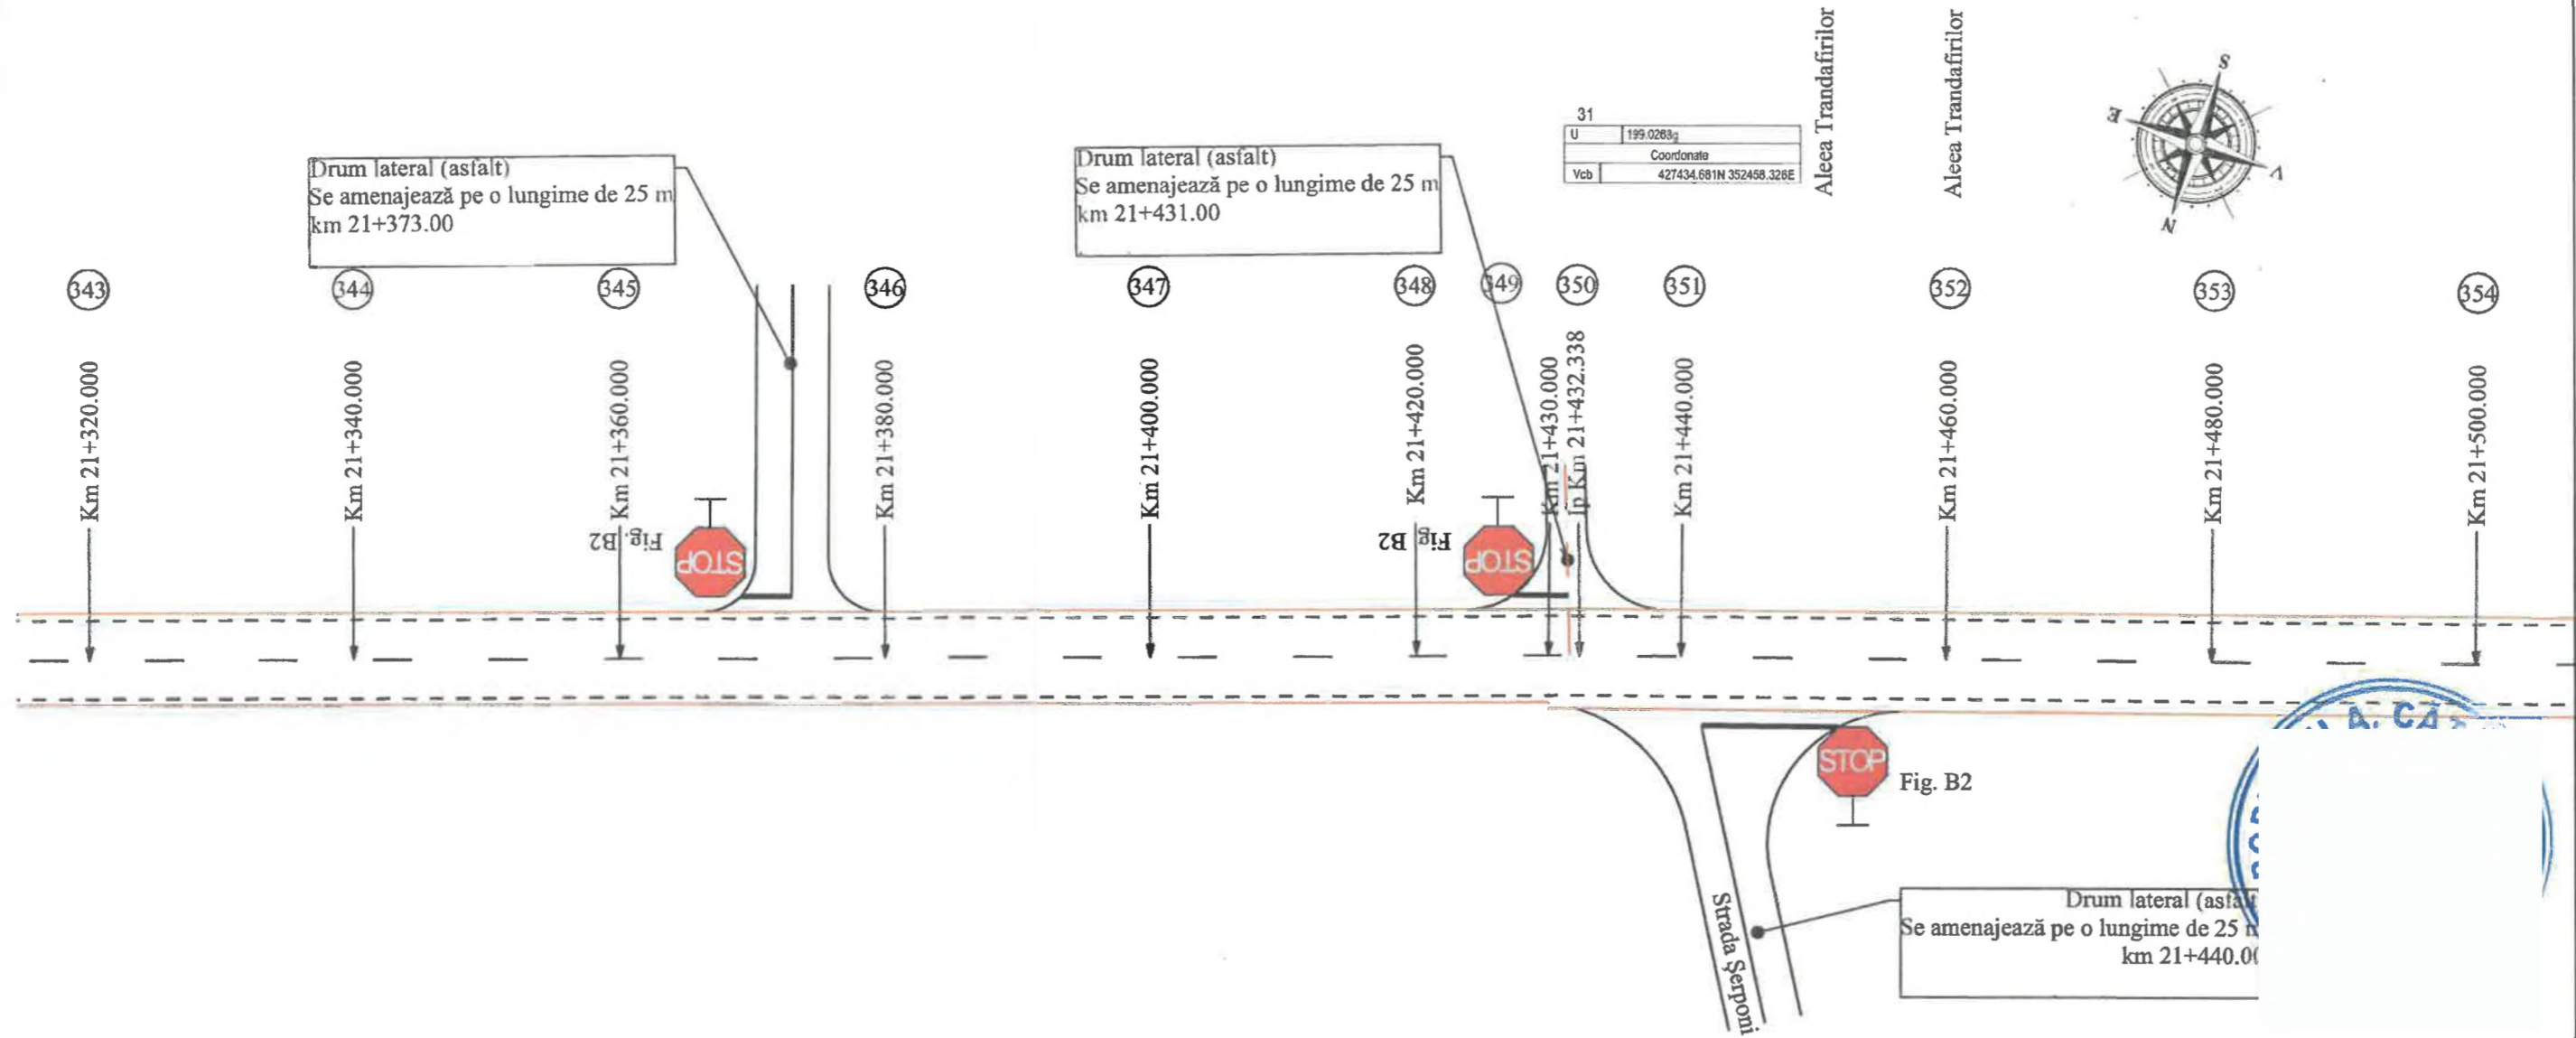 Aleea Trandafirilor
Aleea Trandafirilor
S
E
V
N
31
U 199.0263g
Coordonate
Vcb 427434.681N 352458.326E
Drum lateral (asfalt)
Se amenajează pe o lungime de 25 m
km 21+373.00
Drum lateral (asfalt)
Se amenajează pe o lungime de 25 m
km 21+431.00
343
344
345
346
347
348
349
350
351
352
353
354
Km 21+320.000
Km 21+340.000
Km 21+360.000
Km 21+380.000
Km 21+400.000
Km 21+420.000
Km 21+430.000
Ip Km 21+432.338
Km 21+440.000
Km 21+460.000
Km 21+480.000
Km 21+500.000
Fig. B2
STOP
Fig. B2
STOP
STOP
Fig. B2
Strada Șerponi
Drum lateral (asfalt
Se amenajează pe o lungime de 25 m
km 21+440.00
A. CĂ